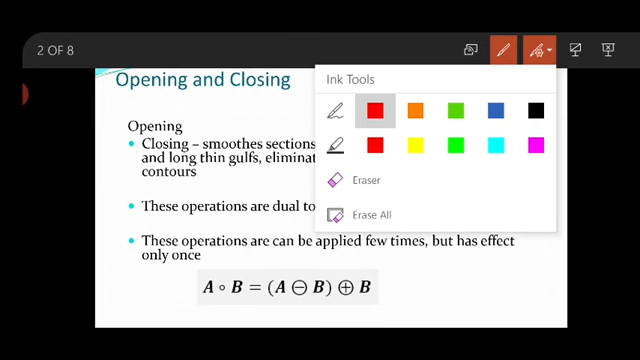 2 OF 8
Opening and Closing
Ink Tools
Eraser
Erase All
Opening
Closing – smoothes sections
and long thin gulfs, eliminat
contours
These operations are dual to
These operations are can be applied few times, but has effect
only once
A ∘ B = (A ⊖ B) ⊕ B